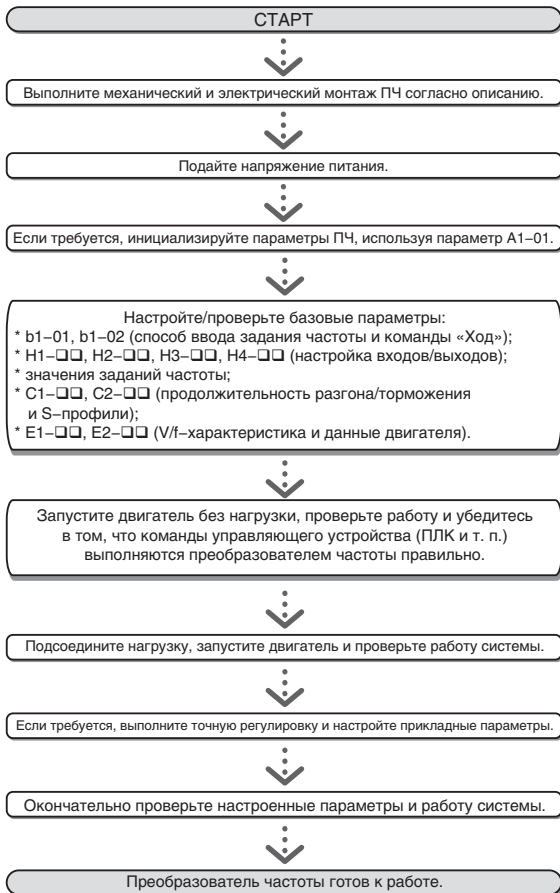 СТАРТ
Выполните механический и электрический монтаж ПЧ согласно описанию.
Подайте напряжение питания.
Если требуется, инициализируйте параметры ПЧ, используя параметр A1–01.
Настройте/проверьте базовые параметры:
* b1–01, b1–02 (способ ввода задания частоты и команды «Ход»);
* H1–❑❑, H2–❑❑, H3–❑❑, H4–❑❑ (настройка входов/выходов);
* значения заданий частоты;
* C1–❑❑, C2–❑❑ (продолжительность разгона/торможения
и S–профили);
* E1–❑❑, E2–❑❑ (V/f–характеристика и данные двигателя).
Запустите двигатель без нагрузки, проверьте работу и убедитесь
в том, что команды управляющего устройства (ПЛК и т. п.)
выполняются преобразователем частоты правильно.
Подсоедините нагрузку, запустите двигатель и проверьте работу системы.
Если требуется, выполните точную регулировку и настройте прикладные параметры.
Окончательно проверьте настроенные параметры и работу системы.
Преобразователь частоты готов к работе.